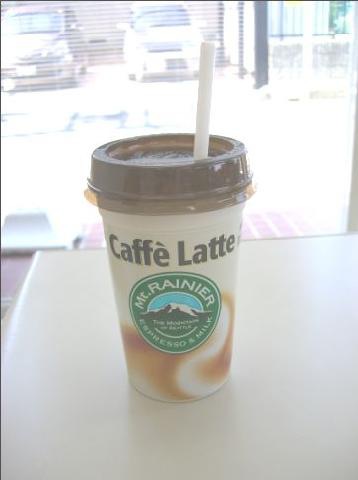 Caffè Latte
Mt. RAINIER
THE MOUNTAIN
OF SEATTLE
ESPRESSO & MILK